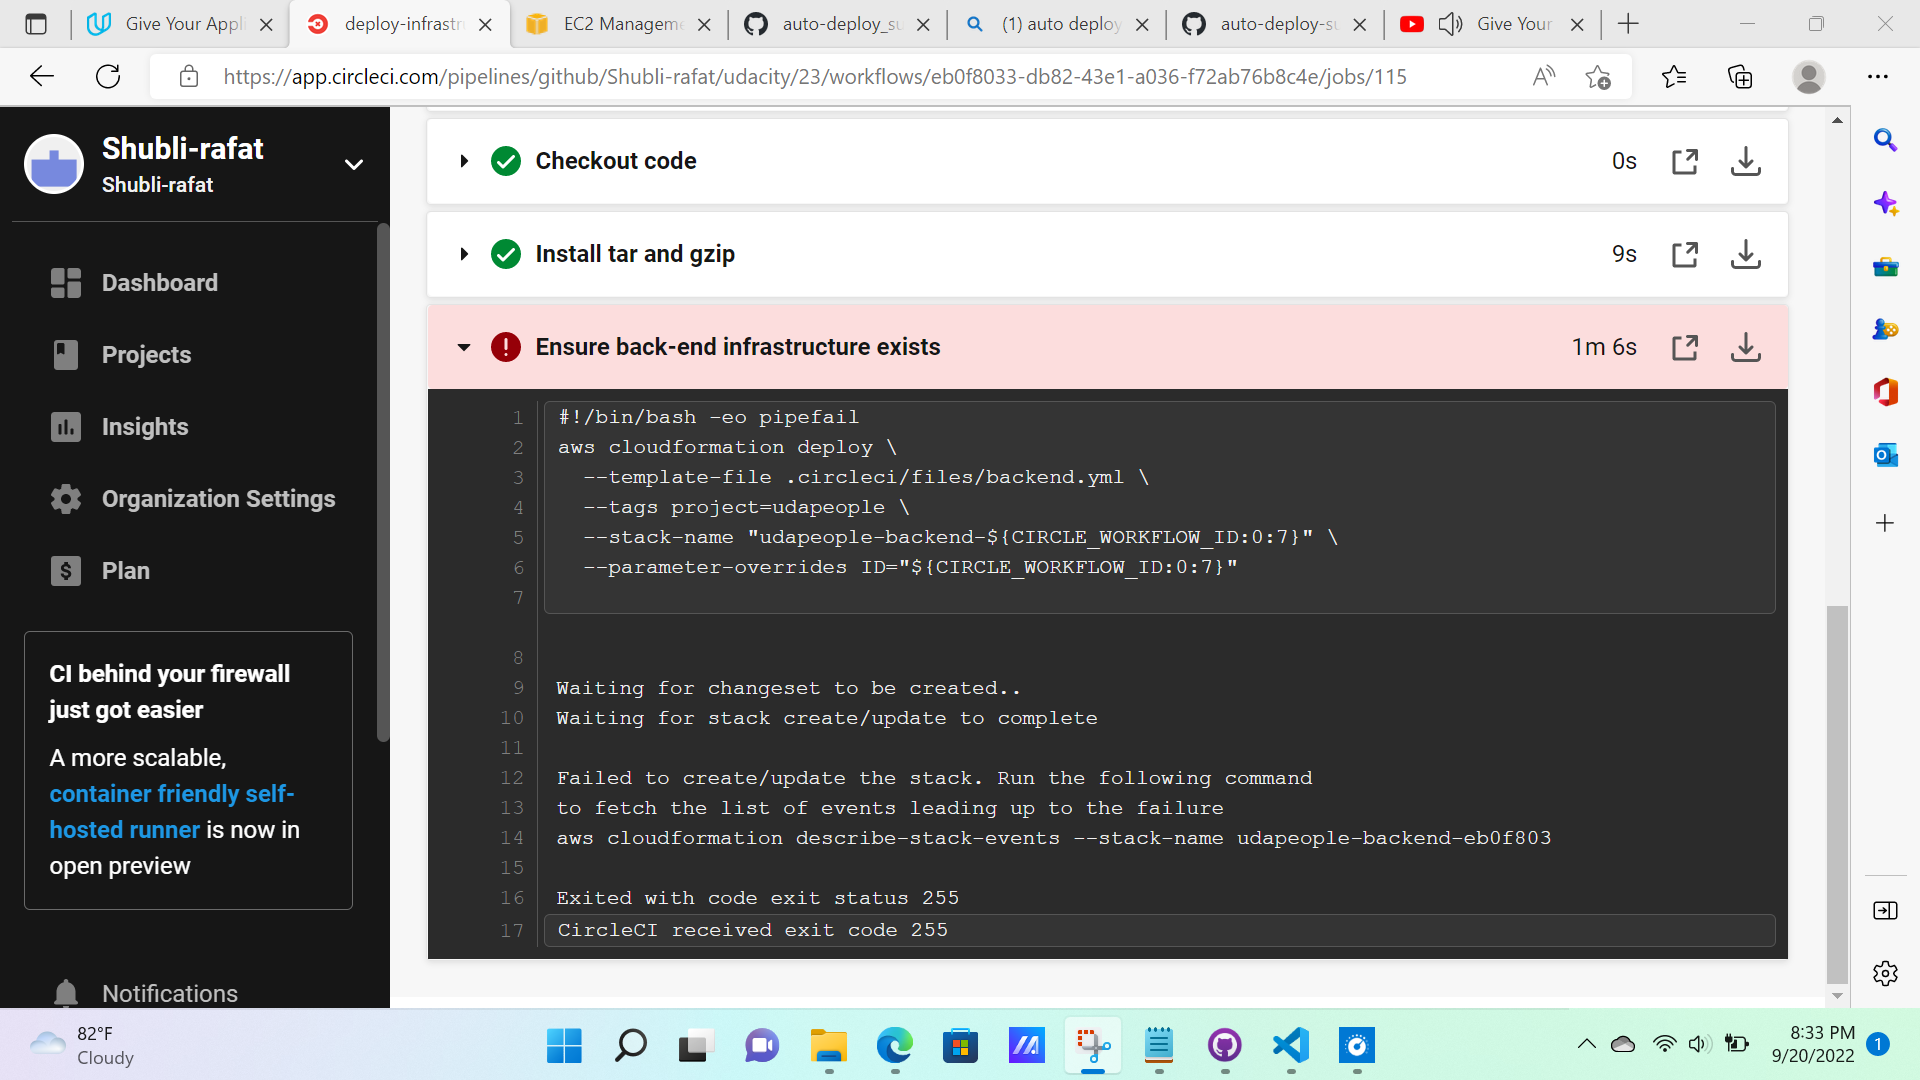 Give Your Appli
deploy-infrastru
EC2 Manageme
auto-deploy_su
(1) auto deploy
auto-deploy-su
Give Your
https://app.circleci.com/pipelines/github/Shubli-rafat/udacity/23/workflows/eb0f8033-db82-43e1-a036-f72ab76b8c4e/jobs/115
Shubli-rafat
Shubli-rafat
Dashboard
Projects
Insights
Organization Settings
Plan
CI behind your firewall
just got easier
A more scalable,
container friendly self-
hosted runner is now in
open preview
Notifications
Checkout code 0s
Install tar and gzip 9s
Ensure back-end infrastructure exists 1m 6s
1 #!/bin/bash -eo pipefail
2 aws cloudformation deploy \
3 --template-file .circleci/files/backend.yml \
4 --tags project=udapeople \
5 --stack-name "udapeople-backend-${CIRCLE_WORKFLOW_ID:0:7}" \
6 --parameter-overrides ID="${CIRCLE_WORKFLOW_ID:0:7}"
7
8
9 Waiting for changeset to be created..
10 Waiting for stack create/update to complete
11
12 Failed to create/update the stack. Run the following command
13 to fetch the list of events leading up to the failure
14 aws cloudformation describe-stack-events --stack-name udapeople-backend-eb0f803
15
16 Exited with code exit status 255
17 CircleCI received exit code 255
82°F
Cloudy
8:33 PM
9/20/2022
1